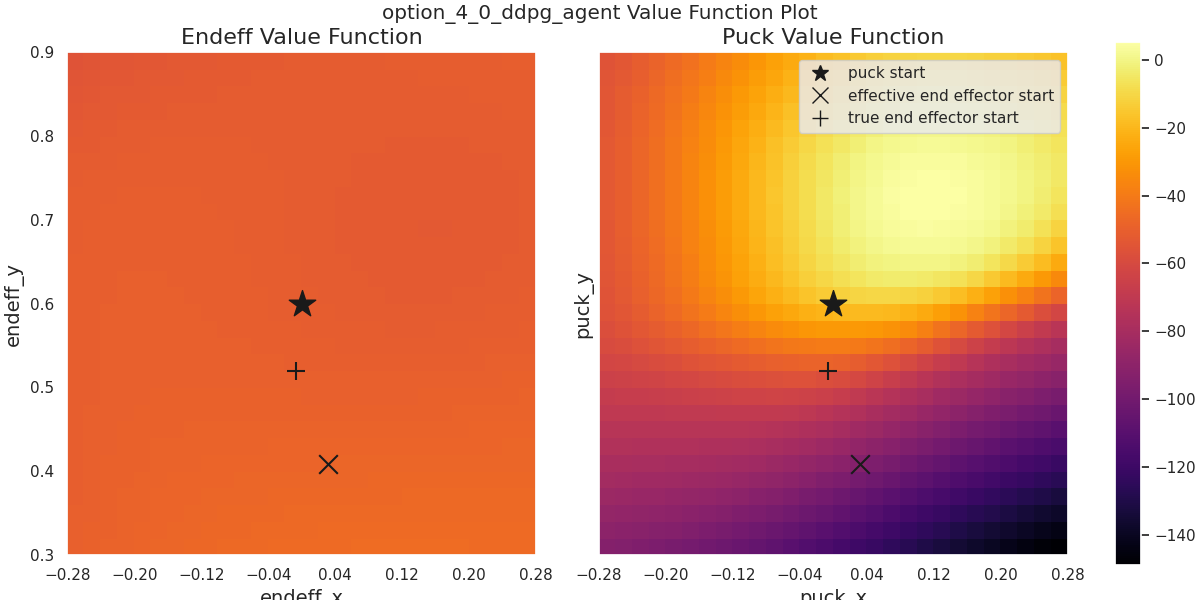 option_4_0_ddpg_agent Value Function Plot
Endeff Value Function
0.9
0.8
0.7
0.6
0.5
0.4
0.3
endeff_y
−0.28 −0.20 −0.12 −0.04 0.04 0.12 0.20 0.28
endeff_x
Puck Value Function
puck start
effective end effector start
true end effector start
puck_y
−0.28 −0.20 −0.12 −0.04 0.04 0.12 0.20 0.28
puck_x
0
−20
−40
−60
−80
−100
−120
−140